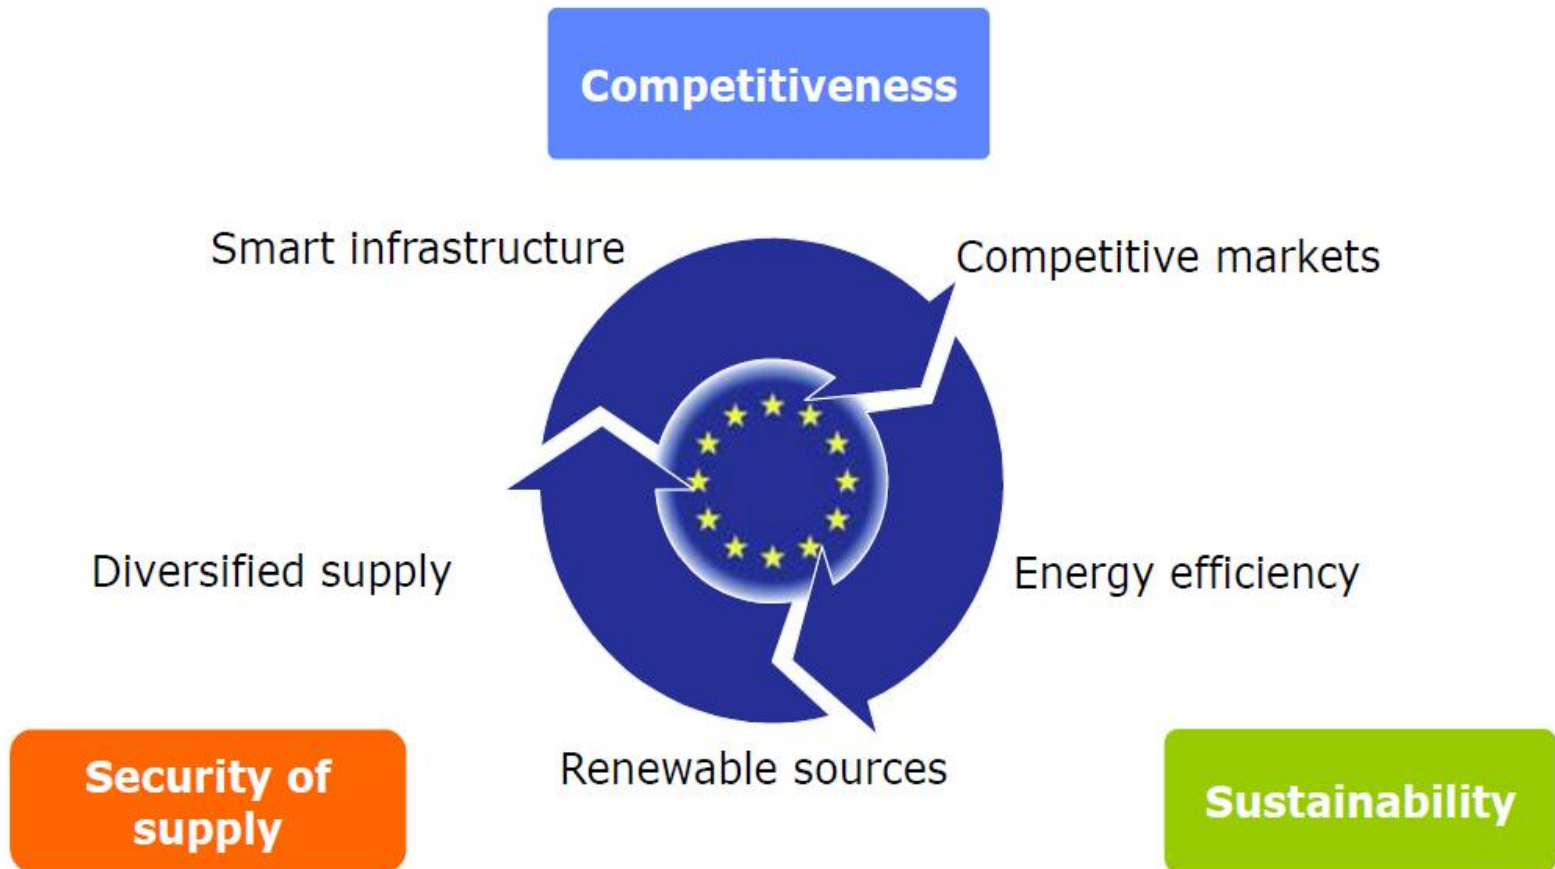 Competitiveness
Smart infrastructure
Competitive markets
Diversified supply
Energy efficiency
Renewable sources
Security of
supply
Sustainability